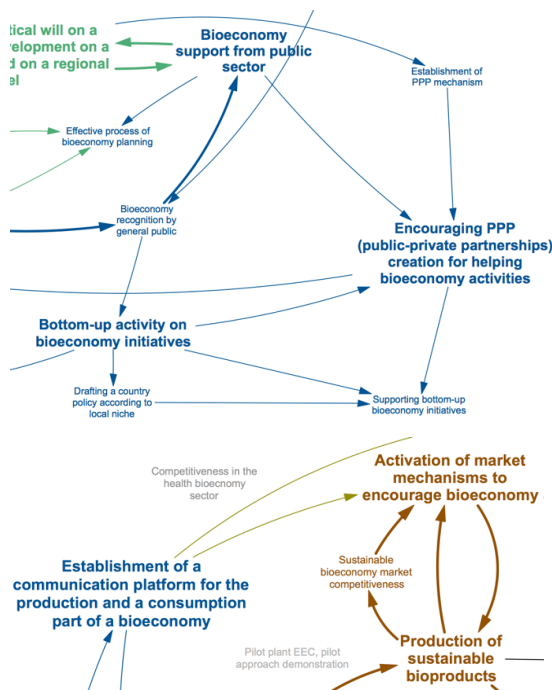 tical will on a
velopment on a
d on a regional
el
Bioeconomy
support from public
sector
Establishment of
PPP mechanism
Effective process of
bioeconomy planning
Bioeconomy
recognition by
general public
Encouraging PPP
(public-private partnerships)
creation for helping
bioeconomy activities
Bottom-up activity on
bioeconomy initiatives
Drafting a country
policy according to
local niche
Supporting bottom-up
bioeconomy initiatives
Competitiveness in the
health bioecnomy
sector
Activation of market
mechanisms to
encourage bioeconomy
Sustainable
bioeconomy market
competitiveness
Establishment of a
communication platform for the
production and a consumption
part of a bioeconomy
Pilot plant EEC, pilot
approach demonstration
Production of
sustainable
bioproducts